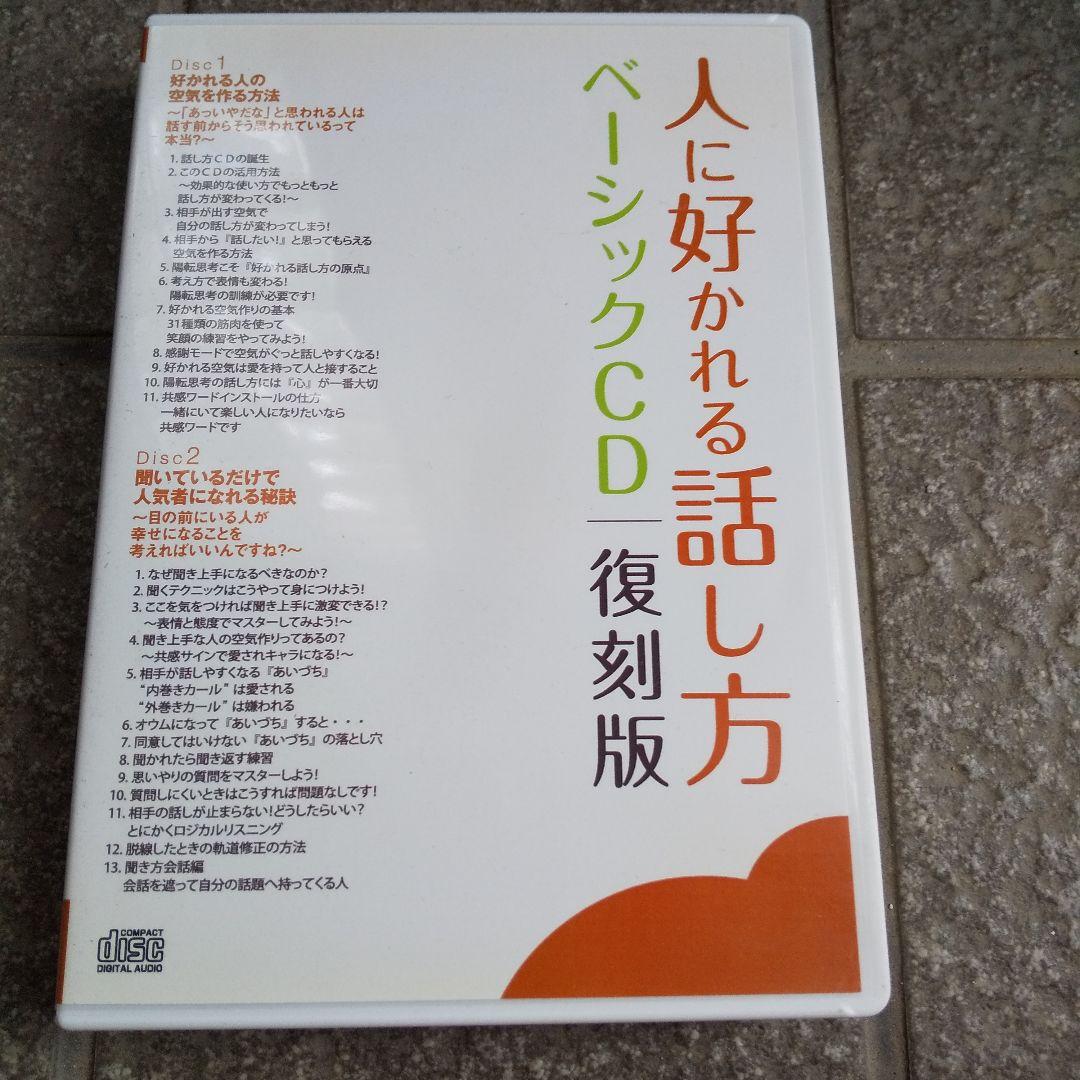 人に好かれる話し方
ベーシックCD｜復刻版
Disc1
好かれる人の
空気を作る方法
～「あっいやだな」と思われる人は
話す前からそう思われているって
本当?～
1. 話し方ＣＤの誕生
2. このＣＤの活用方法
～効果的な使い方でもっともっと
話し方が変わってくる!～
3. 相手が出す空気で
自分の話し方が変わってしまう!
4. 相手から『話したい!』と思ってもらえる
空気を作る方法
5. 陽転思考こそ『好かれる話し方の原点』
6. 考え方で表情も変わる!
陽転思考の訓練が必要です!
7. 好かれる空気作りの基本
31種類の筋肉を使って
笑顔の練習をやってみよう!
8. 感謝モードで空気がぐっと話しやすくなる!
9. 好かれる空気は愛を持って人と接すること
10. 陽転思考の話し方には『心』が一番大切
11. 共感ワードインストールの仕方
一緒にいて楽しい人になりたいなら
共感ワードです
Disc2
聞いているだけで
人気者になれる秘訣
～目の前にいる人が
幸せになることを
考えればいいんですね?～
1. なぜ聞き上手になるべきなのか?
2. 聞くテクニックはこうやって身につけよう!
3. ここを気をつければ聞き上手に激変できる!?
～表情と態度でマスターしてみよう!～
4. 聞き上手な人の空気作りってあるの?
～共感サインで愛されキャラになる!～
5. 相手が話しやすくなる『あいづち』
“内巻きカール”は愛される
“外巻きカール”は嫌われる
6. オウムになって『あいづち』すると・・・
7. 同意してはいけない『あいづち』の落とし穴
8. 聞かれたら聞き返す練習
9. 思いやりの質問をマスターしよう!
10. 質問しにくいときはこうすれば問題なしです!
11. 相手の話しが止まらない!どうしたらいい?
とにかくロジカルリスニング
12. 脱線したときの軌道修正の方法
13. 聞き方会話編
会話を遮って自分の話題へ持ってくる人
COMPACT
disc
DIGITAL AUDIO